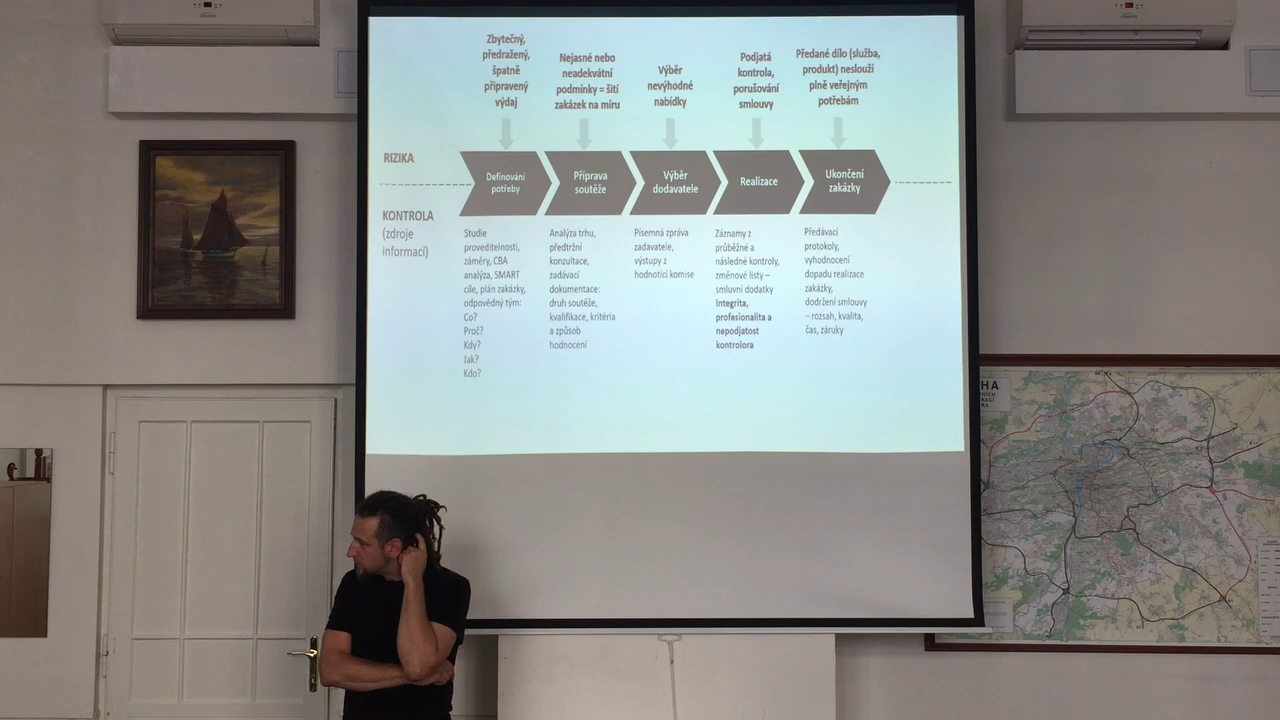 Zbytečný,
předražený,
špatně
připravený
výdaj
Nejasné nebo
neadekvátní
podmínky = šití
zakázek na míru
Výběr
nevýhodné
nabídky
Podjatá
kontrola,
porušování
smlouvy
Předané dílo (služba,
produkt) neslouží
plně veřejným
potřebám
RIZIKA
Definování
potřeby
Příprava
soutěže
Výběr
dodavatele
Realizace
Ukončení
zakázky
KONTROLA
(zdroje
informací)
Studie
proveditelnosti,
záměry, CBA
analýza, SMART
cíle, plán zakázky,
odpovědný tým:
Co?
Proč?
Kdy?
Jak?
Kdo?
Analýza trhu,
předtržní
konzultace,
zadávací
dokumentace:
druh soutěže,
kvalifikace, kritéria
a způsob
hodnocení
Písemná zpráva
zadavatele,
výstupy z
hodnotící komise
Záznamy z
průběžné a
následné kontroly,
změnové listy –
smluvní dodatky
Integrita,
profesionalita a
nepodjatost
kontrolora
Předávací
protokoly,
vyhodnocení
dopadu realizace
zakázky,
dodržení smlouvy
– rozsah, kvalita,
čas, záruky
HA